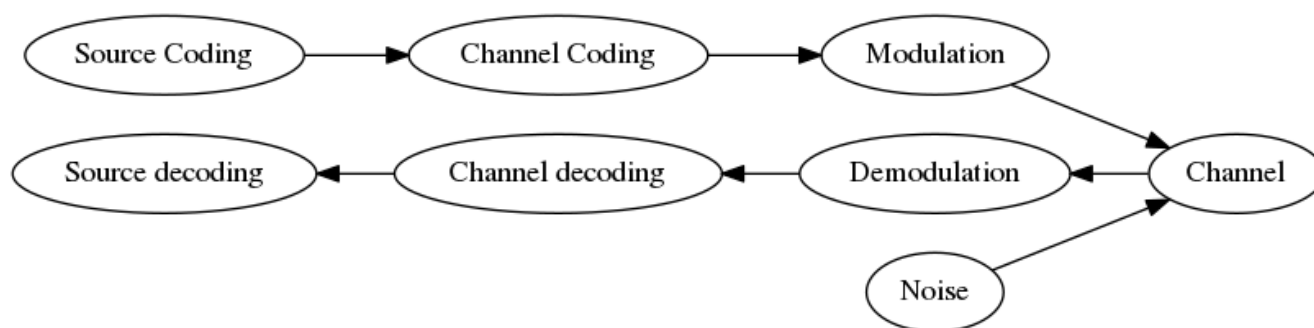 Source Coding
Channel Coding
Modulation
Source decoding
Channel decoding
Demodulation
Channel
Noise